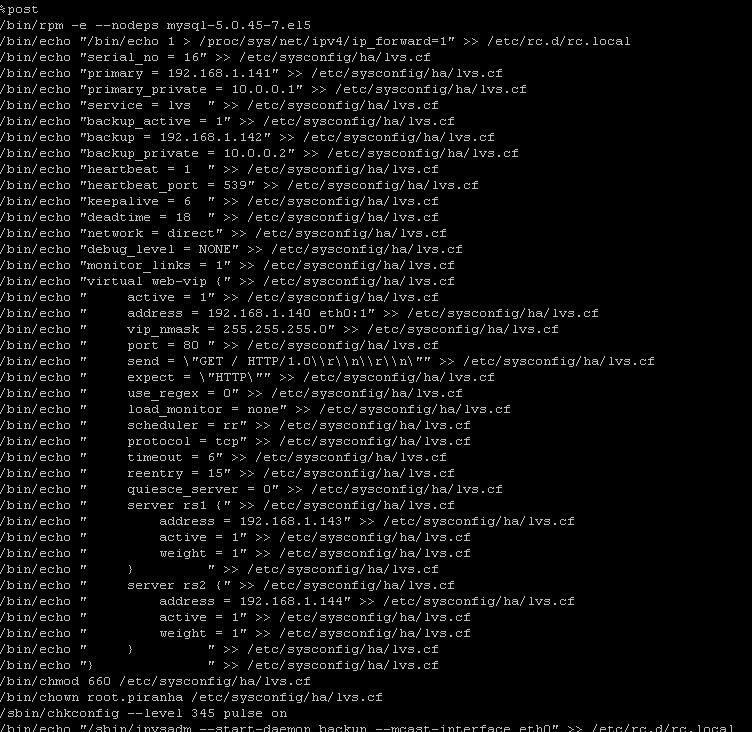 %post
/bin/rpm -e --nodeps mysql-5.0.45-7.el5
/bin/echo "/bin/echo 1 > /proc/sys/net/ipv4/ip_forward=1" >> /etc/rc.d/rc.local
/bin/echo "serial_no = 16" >> /etc/sysconfig/ha/lvs.cf
/bin/echo "primary = 192.168.1.141" >> /etc/sysconfig/ha/lvs.cf
/bin/echo "primary_private = 10.0.0.1" >> /etc/sysconfig/ha/lvs.cf
/bin/echo "service = lvs  " >> /etc/sysconfig/ha/lvs.cf
/bin/echo "backup_active = 1" >> /etc/sysconfig/ha/lvs.cf
/bin/echo "backup = 192.168.1.142" >> /etc/sysconfig/ha/lvs.cf
/bin/echo "backup_private = 10.0.0.2" >> /etc/sysconfig/ha/lvs.cf
/bin/echo "heartbeat = 1  " >> /etc/sysconfig/ha/lvs.cf
/bin/echo "heartbeat_port = 539" >> /etc/sysconfig/ha/lvs.cf
/bin/echo "keepalive = 6  " >> /etc/sysconfig/ha/lvs.cf
/bin/echo "deadtime = 18  " >> /etc/sysconfig/ha/lvs.cf
/bin/echo "network = direct" >> /etc/sysconfig/ha/lvs.cf
/bin/echo "debug_level = NONE" >> /etc/sysconfig/ha/lvs.cf
/bin/echo "monitor_links = 1" >> /etc/sysconfig/ha/lvs.cf
/bin/echo "virtual web-vip {" >> /etc/sysconfig/ha/lvs.cf
/bin/echo "     active = 1" >> /etc/sysconfig/ha/lvs.cf
/bin/echo "     address = 192.168.1.140 eth0:1" >> /etc/sysconfig/ha/lvs.cf
/bin/echo "     vip_nmask = 255.255.255.0" >> /etc/sysconfig/ha/lvs.cf
/bin/echo "     port = 80 " >> /etc/sysconfig/ha/lvs.cf
/bin/echo "     send = \"GET / HTTP/1.0\\r\\n\\r\\n\"" >> /etc/sysconfig/ha/lvs.cf
/bin/echo "     expect = \"HTTP\"" >> /etc/sysconfig/ha/lvs.cf
/bin/echo "     use_regex = 0" >> /etc/sysconfig/ha/lvs.cf
/bin/echo "     load_monitor = none" >> /etc/sysconfig/ha/lvs.cf
/bin/echo "     scheduler = rr" >> /etc/sysconfig/ha/lvs.cf
/bin/echo "     protocol = tcp" >> /etc/sysconfig/ha/lvs.cf
/bin/echo "     timeout = 6" >> /etc/sysconfig/ha/lvs.cf
/bin/echo "     reentry = 15" >> /etc/sysconfig/ha/lvs.cf
/bin/echo "     quiesce_server = 0" >> /etc/sysconfig/ha/lvs.cf
/bin/echo "     server rs1 {" >> /etc/sysconfig/ha/lvs.cf
/bin/echo "         address = 192.168.1.143" >> /etc/sysconfig/ha/lvs.cf
/bin/echo "         active = 1" >> /etc/sysconfig/ha/lvs.cf
/bin/echo "         weight = 1" >> /etc/sysconfig/ha/lvs.cf
/bin/echo "     }         " >> /etc/sysconfig/ha/lvs.cf
/bin/echo "     server rs2 {" >> /etc/sysconfig/ha/lvs.cf
/bin/echo "         address = 192.168.1.144" >> /etc/sysconfig/ha/lvs.cf
/bin/echo "         active = 1" >> /etc/sysconfig/ha/lvs.cf
/bin/echo "         weight = 1" >> /etc/sysconfig/ha/lvs.cf
/bin/echo "     }         " >> /etc/sysconfig/ha/lvs.cf
/bin/echo "}              " >> /etc/sysconfig/ha/lvs.cf
/bin/chmod 660 /etc/sysconfig/ha/lvs.cf
/bin/chown root.piranha /etc/sysconfig/ha/lvs.cf
/sbin/chkconfig --level 345 pulse on
/bin/echo "/sbin/ipvsadm --start-daemon backup --mcast-interface eth0" >> /etc/rc.d/rc.local